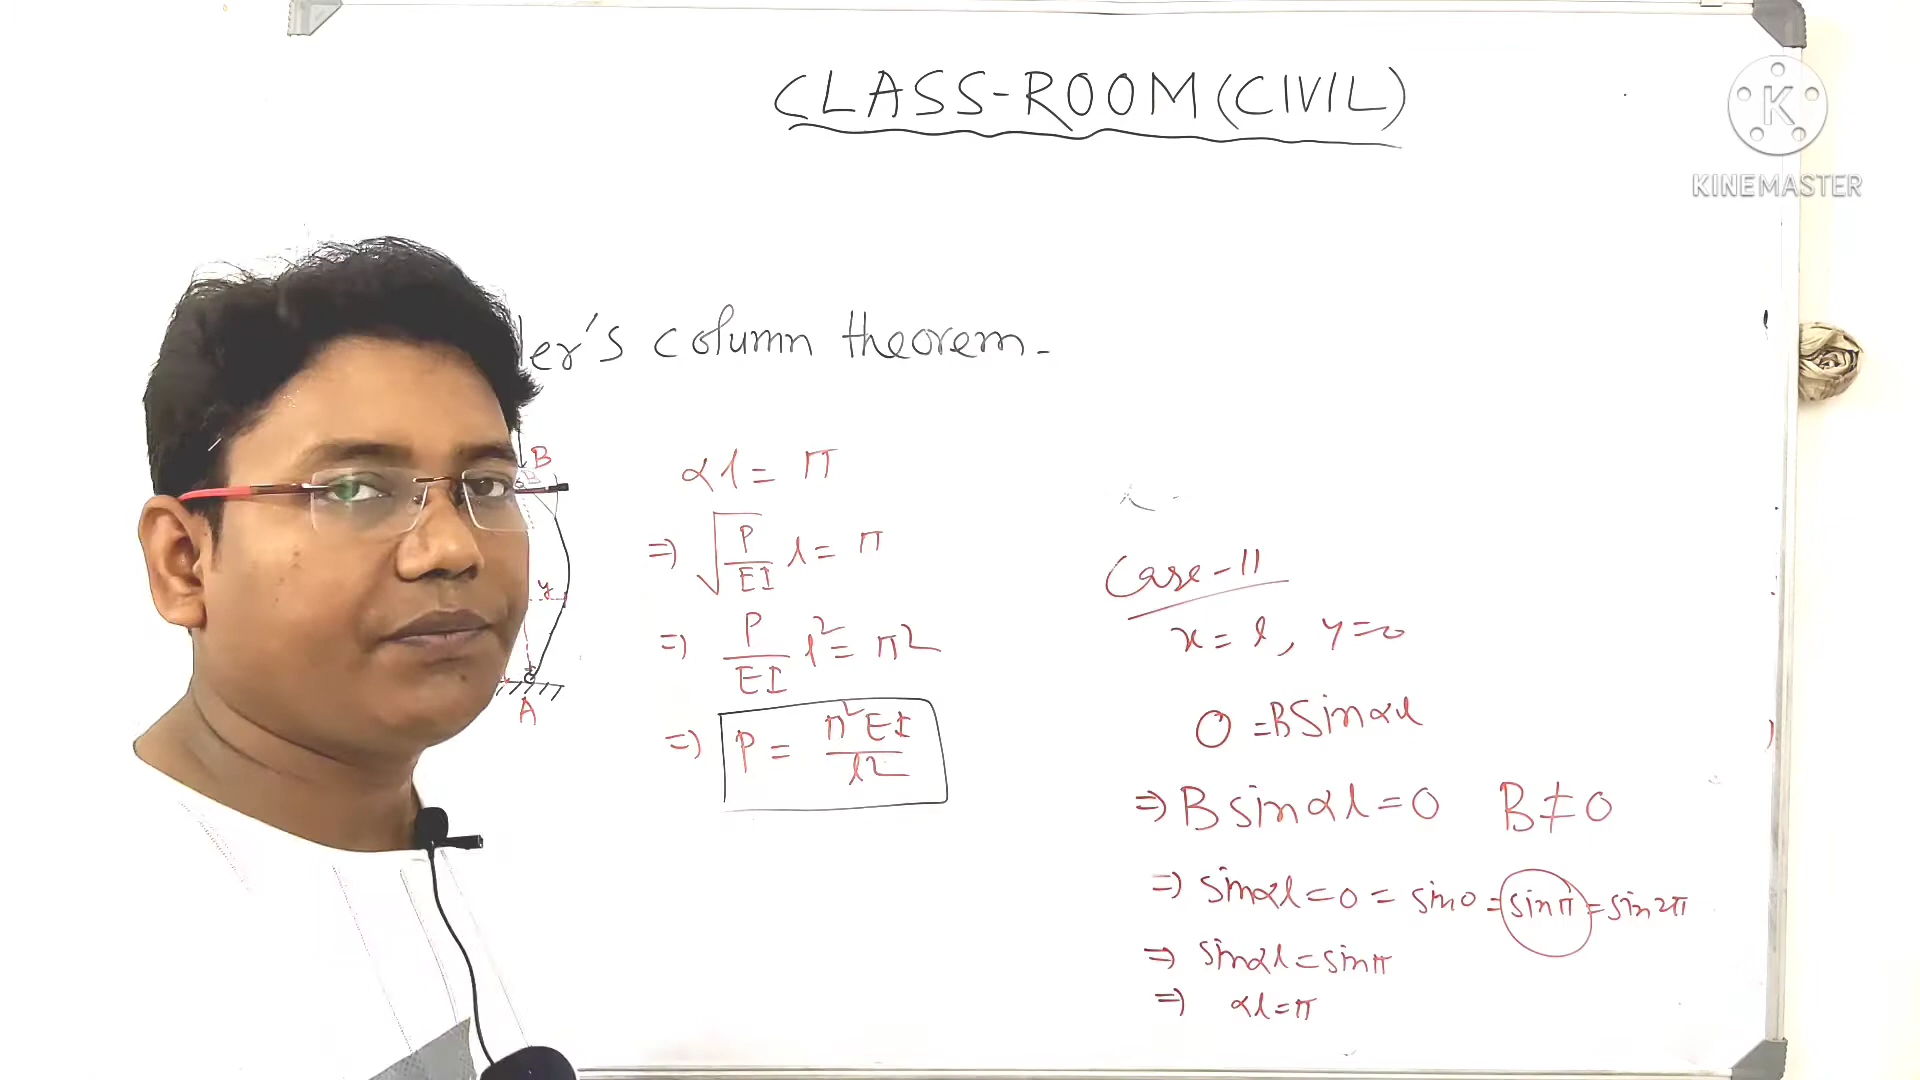 CLASS-ROOM (CIVIL)
KINEMASTER
er's column theorem-
B
y
A
αl = π
⇒ √(P/EI) l = π
⇒ P/EI l² = π²
⇒ P = π²EI/l²
Case-II
x = l, y=0
0 = B Sin αl
⇒ B sin αl = 0 B ≠ 0
⇒ sin αl = 0 = sin 0 = sin π = sin 2π
⇒ sin αl = sin π
⇒ αl = π